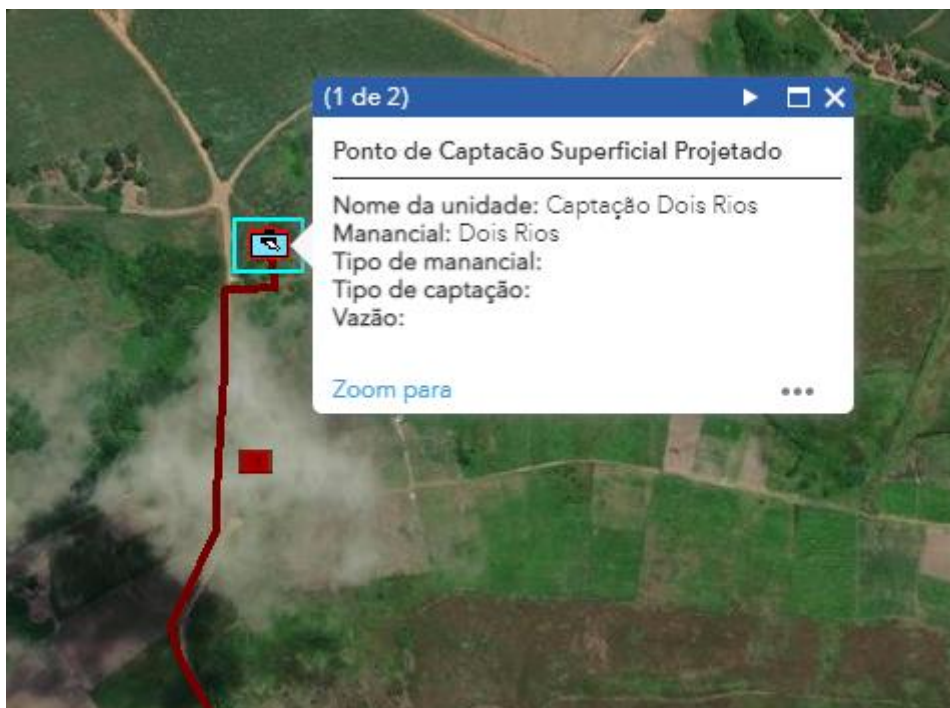 (1 de 2)
Ponto de Captacão Superficial Projetado
Nome da unidade: Captação Dois Rios
Manancial: Dois Rios
Tipo de manancial:
Tipo de captação:
Vazão:
Zoom para